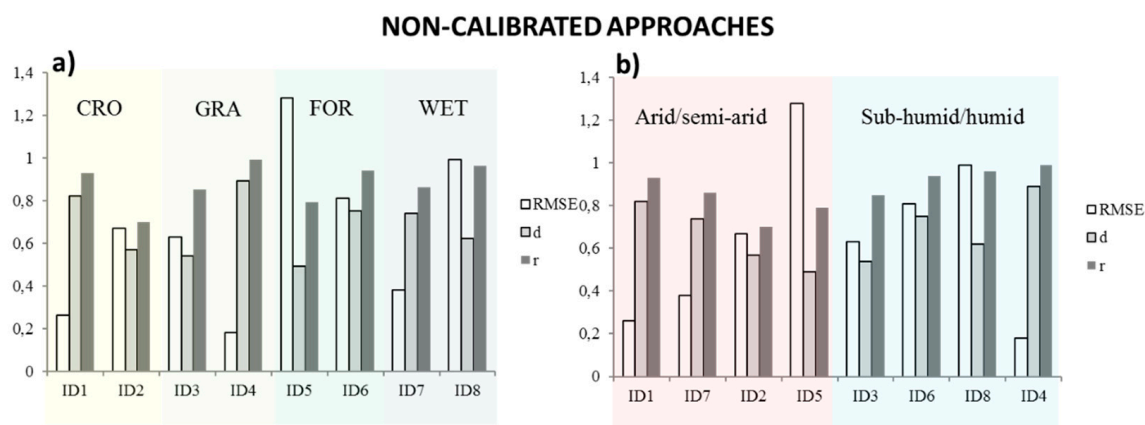 NON-CALIBRATED APPROACHES
a)
1,4
1,2
1
0,8
0,6
0,4
0,2
0
CRO
GRA
FOR
WET
ID1
ID2
ID3
ID4
ID5
ID6
ID7
ID8
RMSE
d
r
b)
1,4
1,2
1
0,8
0,6
0,4
0,2
0
Arid/semi-arid
Sub-humid/humid
ID1
ID7
ID2
ID5
ID3
ID6
ID8
ID4
RMSE
d
r